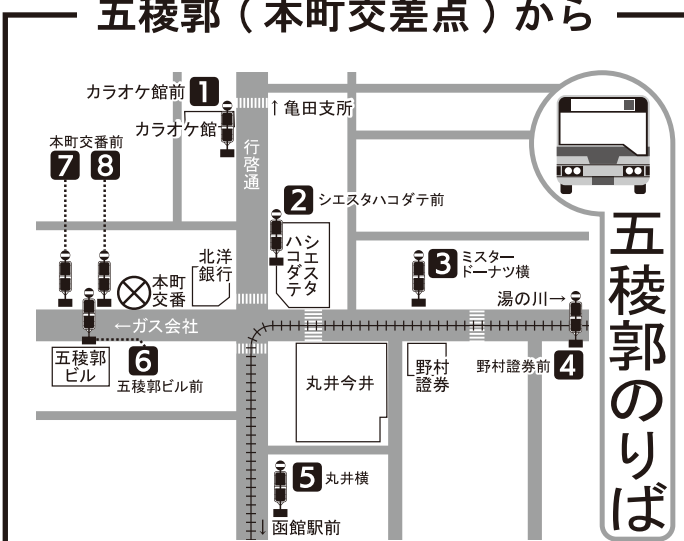 五稜郭(本町交差点)から
カラオケ館前 1
カラオケ館
↑亀田支所
本町交番前
7 8
行啓通
2 シエスタハコダテ前
シエスタ
ハコダテ
北洋
銀行
本町
交番
3 ミスター
ドーナツ横
湯の川→
←ガス会社
五稜郭
ビル
6
五稜郭ビル前
丸井今井
野村
證券
野村證券前 4
5 丸井横
↓函館駅前
五稜郭のりば